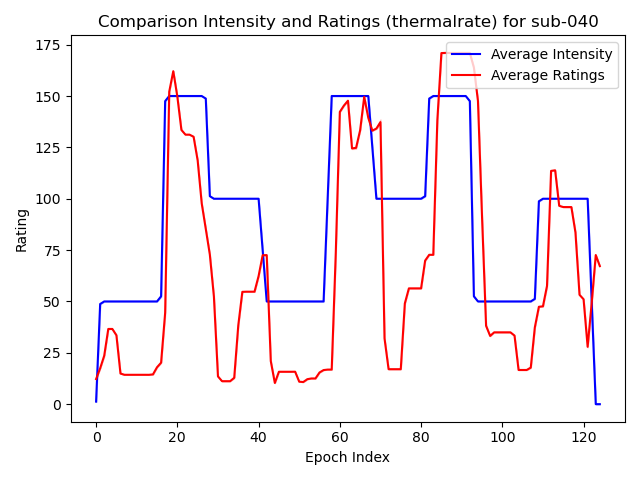 Comparison Intensity and Ratings (thermalrate) for sub-040
Average Intensity
Average Ratings
175
150
125
100
75
50
25
0
Rating
0 20 40 60 80 100 120
Epoch Index